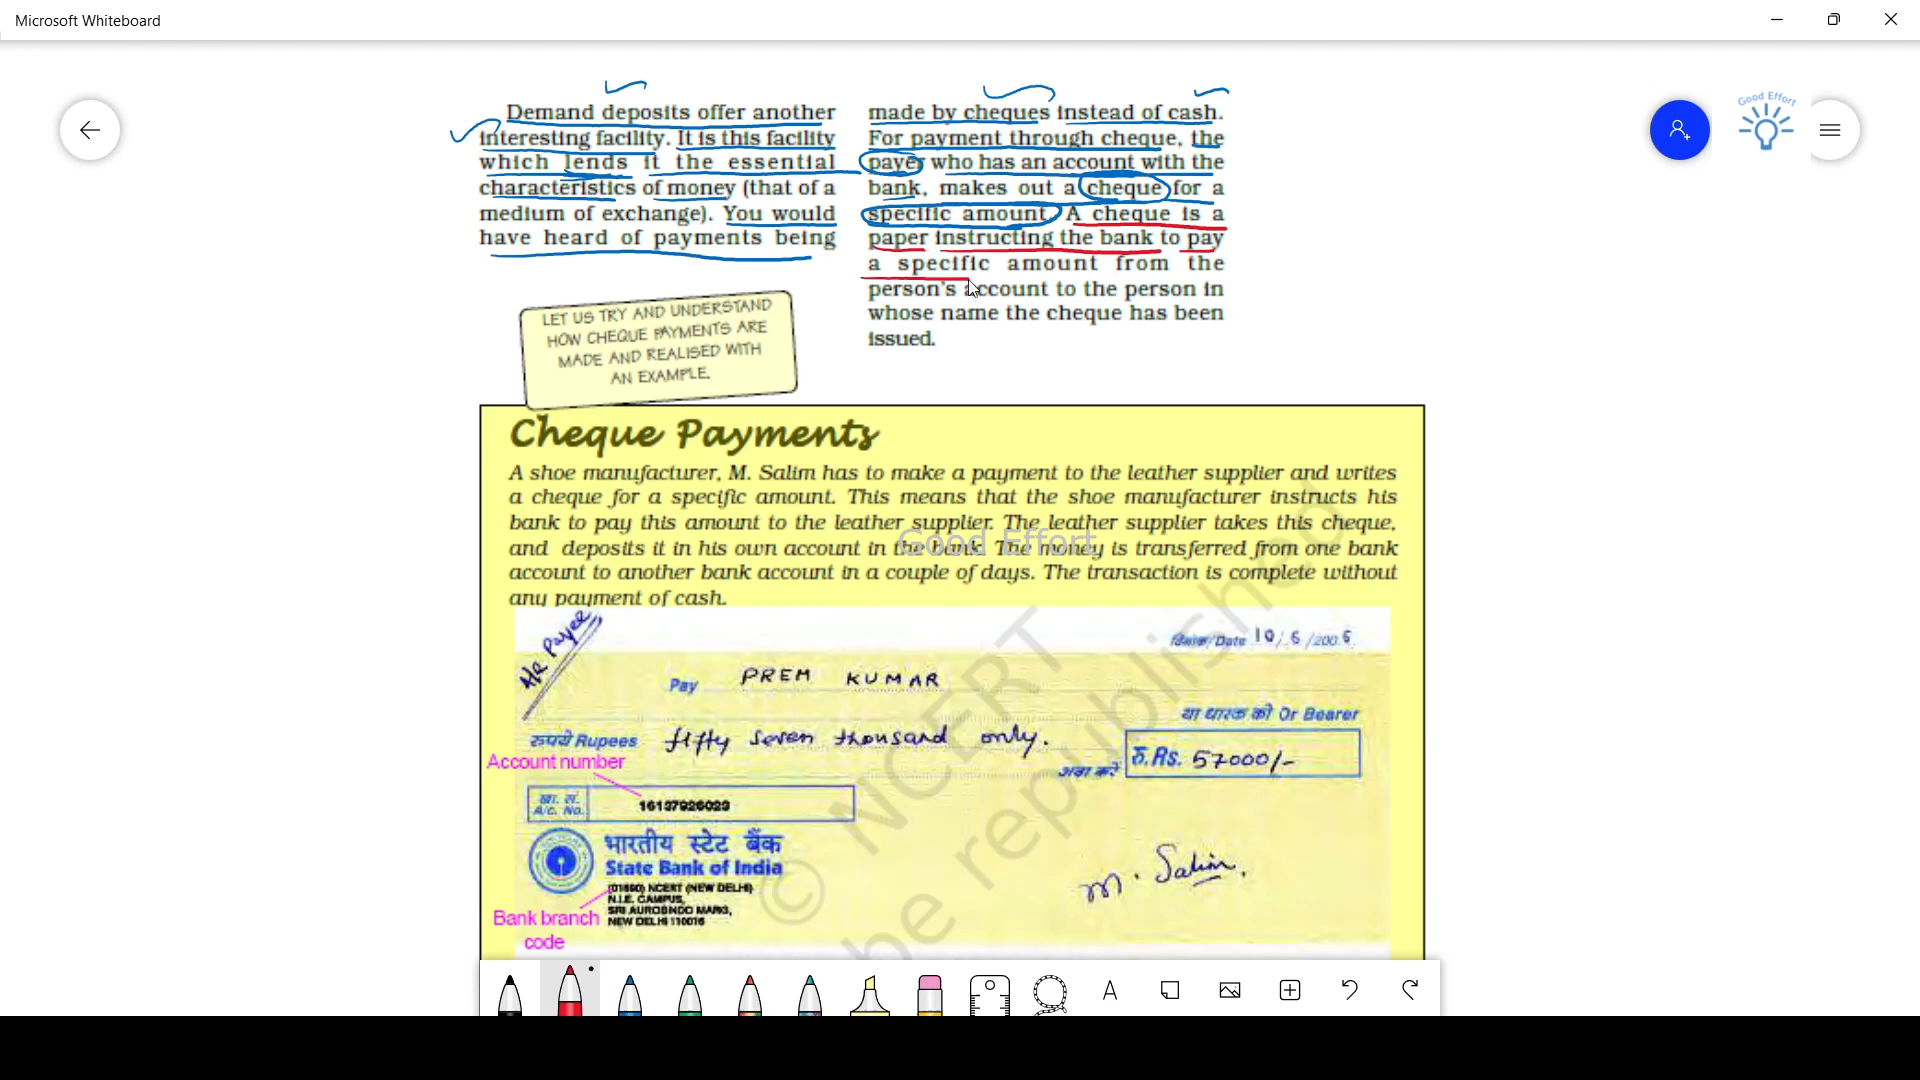 Microsoft Whiteboard
Demand deposits offer another
interesting facility. It is this facility
which lends it the essential
characteristics of money (that of a
medium of exchange). You would
have heard of payments being
made by cheques instead of cash.
For payment through cheque, the
payer who has an account with the
bank, makes out a cheque for a
specific amount. A cheque is a
paper instructing the bank to pay
a specific amount from the
person's account to the person in
whose name the cheque has been
issued.
Good Effort
LET US TRY AND UNDERSTAND
HOW CHEQUE PAYMENTS ARE
MADE AND REALISED WITH
AN EXAMPLE.
Cheque Payments
A shoe manufacturer, M. Salim has to make a payment to the leather supplier and writes
a cheque for a specific amount. This means that the shoe manufacturer instructs his
bank to pay this amount to the leather supplier. The leather supplier takes this cheque,
and deposits it in his own account in the bank. The money is transferred from one bank
account to another bank account in a couple of days. The transaction is complete without
any payment of cash.
Good Effort
A/c Payee
दिनांक/Date 10/6/2006
Pay PREM KUMAR
या धारक को Or Bearer
रुपये Rupees fifty seven thousand only.
अदा करें
रु.Rs. 57000/-
Account number
खा. सं.
A/c. No.
16137926023
भारतीय स्टेट बैंक
State Bank of India
(01690) NCERT (NEW DELHI)
N.I.E. CAMPUS,
SRI AUROBINDO MARG,
NEW DELHI 110016
M. Salim.
Bank branch
code
© NCERT
be republished